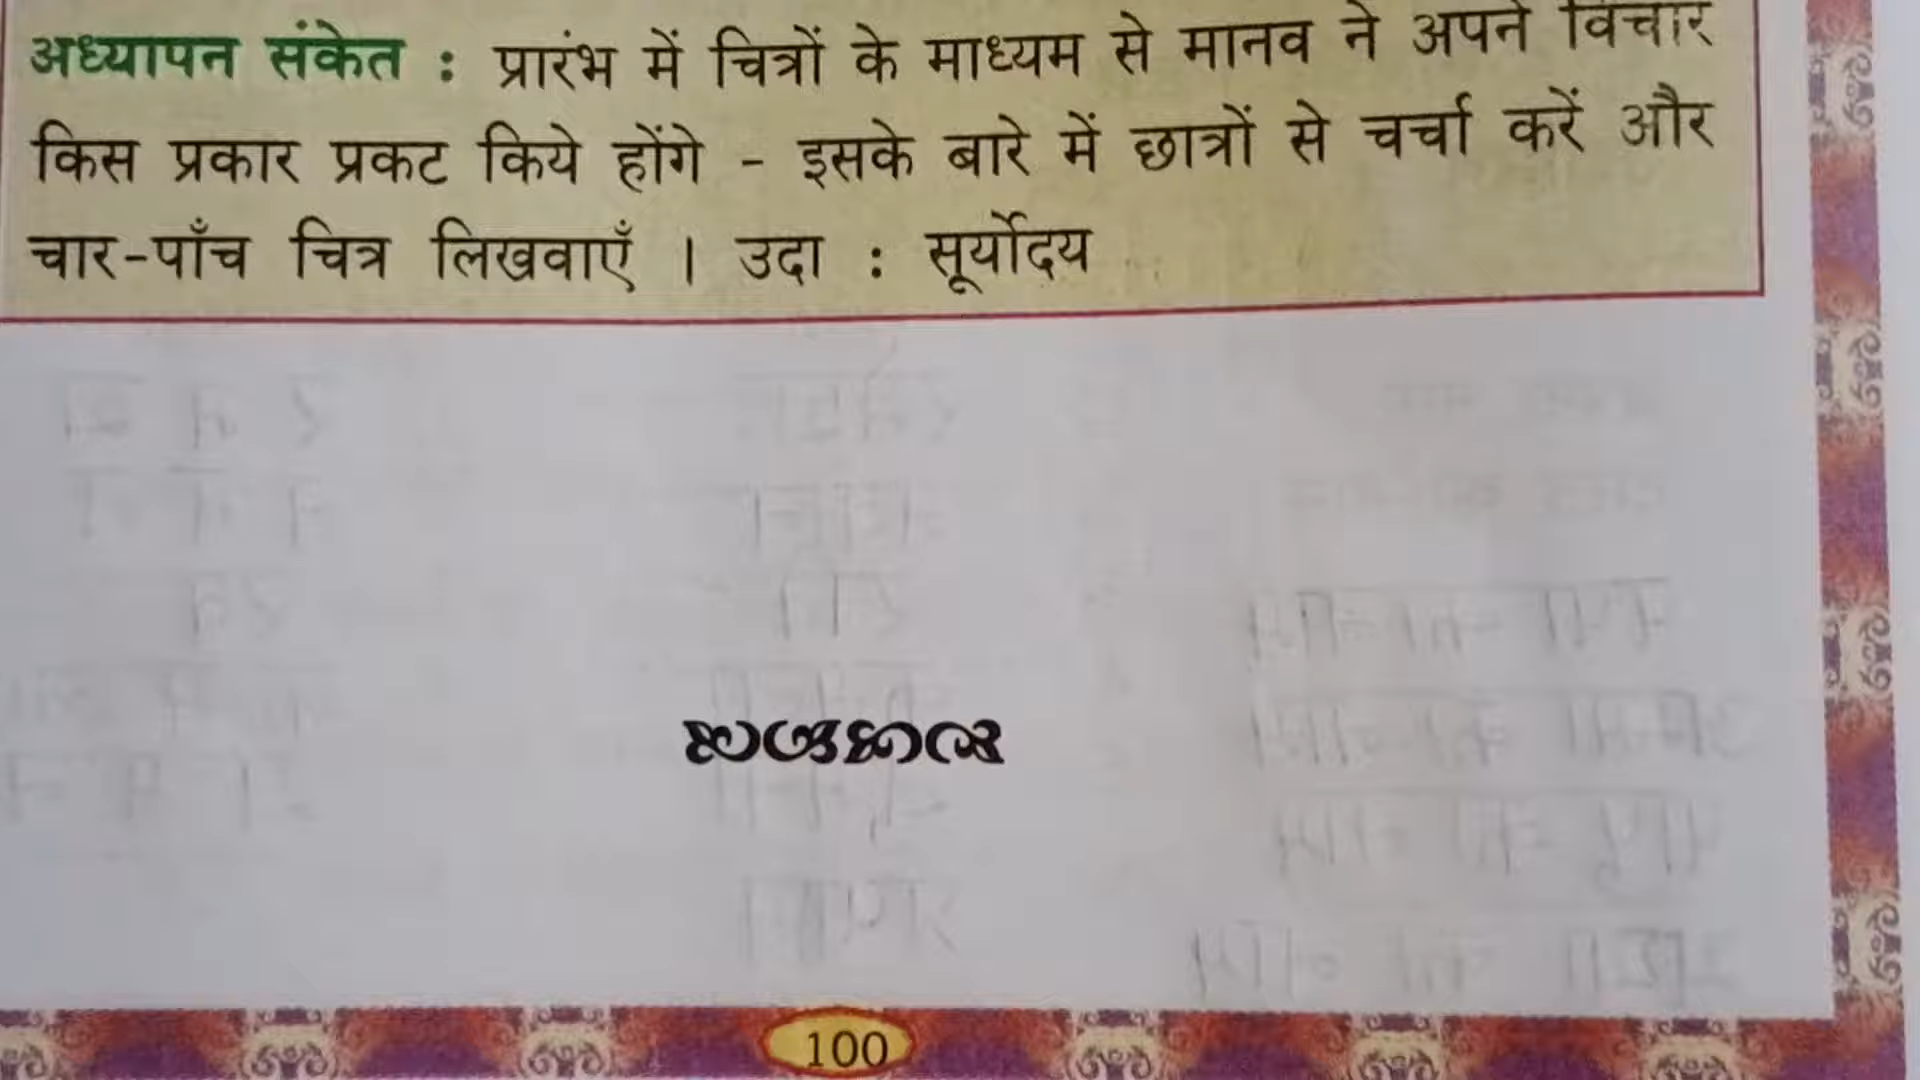 अध्यापन संकेत : प्रारंभ में चित्रों के माध्यम से मानव ने अपने विचार
किस प्रकार प्रकट किये होंगे - इसके बारे में छात्रों से चर्चा करें और
चार-पाँच चित्र लिखवाएँ । उदा : सूर्योदय
100